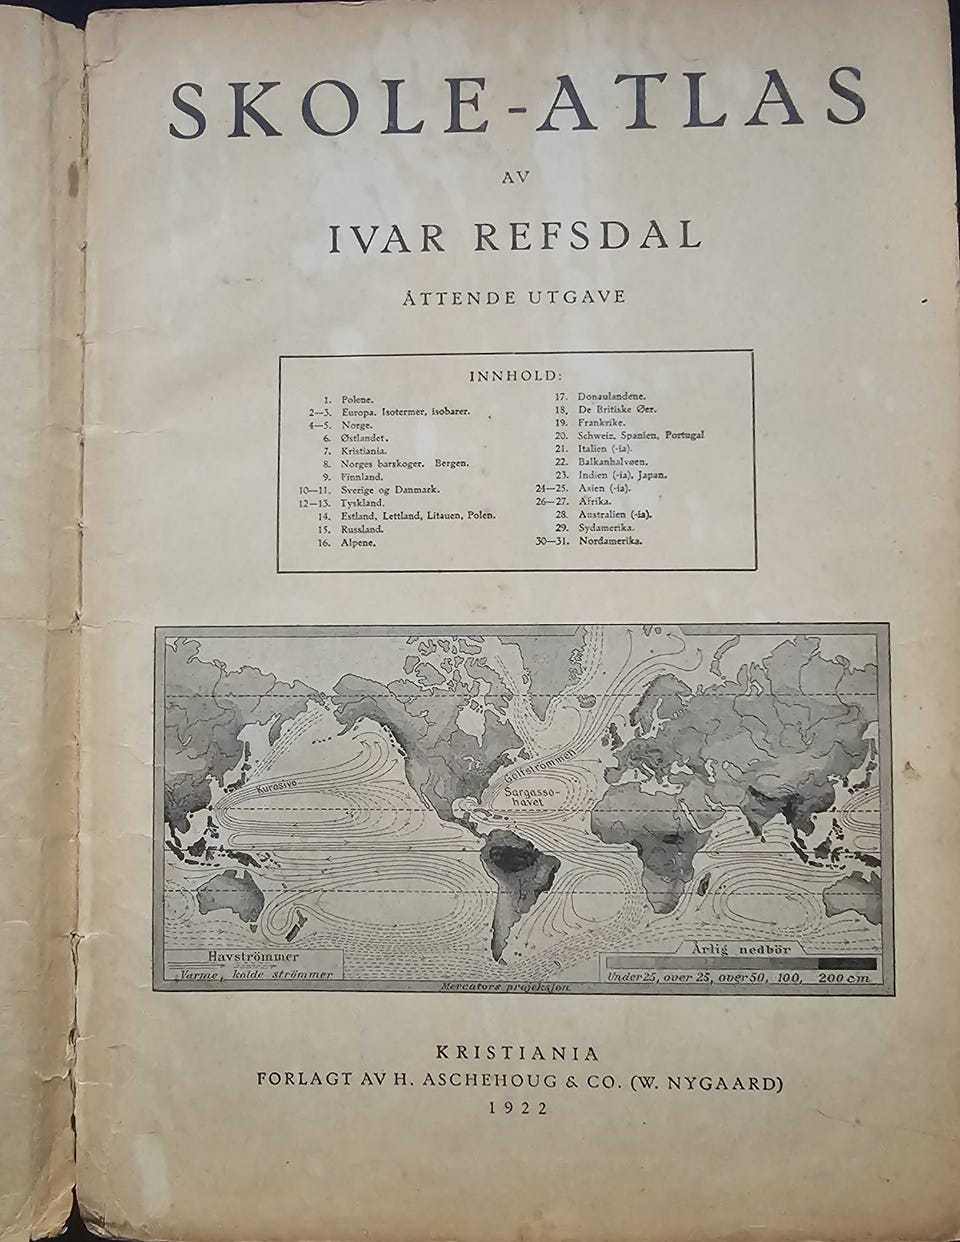 SKOLE-ATLAS
AV
IVAR REFSDAL
ÅTTENDE UTGAVE
INNHOLD:
1. Polene.
2—3. Europa. Isotermer, isobarer.
4—5. Norge.
6. Østlandet.
7. Kristiania.
8. Norges barskoger. Bergen.
9. Finnland.
10—11. Sverige og Danmark.
12—13. Tyskland.
14. Estland, Lettland, Litauen, Polen.
15. Russland.
16. Alpene.
17. Donaulandene.
18. De Britiske Øer.
19. Frankrike.
20. Schweiz, Spanien, Portugal
21. Italien (-ia).
22. Balkanhalvøen.
23. Indien (-ia), Japan.
24—25. Asien (-ia).
26—27. Afrika.
28. Australien (-ia).
29. Sydamerika.
30—31. Nordamerika.
Kurosivo
Golfströmmen
Sargasso-
havet
Havströmmer
Varme, kolde strömmer
Årlig nedbör
Under 25, over 25, over 50, 100, 200 cm
Mercators projeksjon
KRISTIANIA
FORLAGT AV H. ASCHEHOUG & CO. (W. NYGAARD)
1922